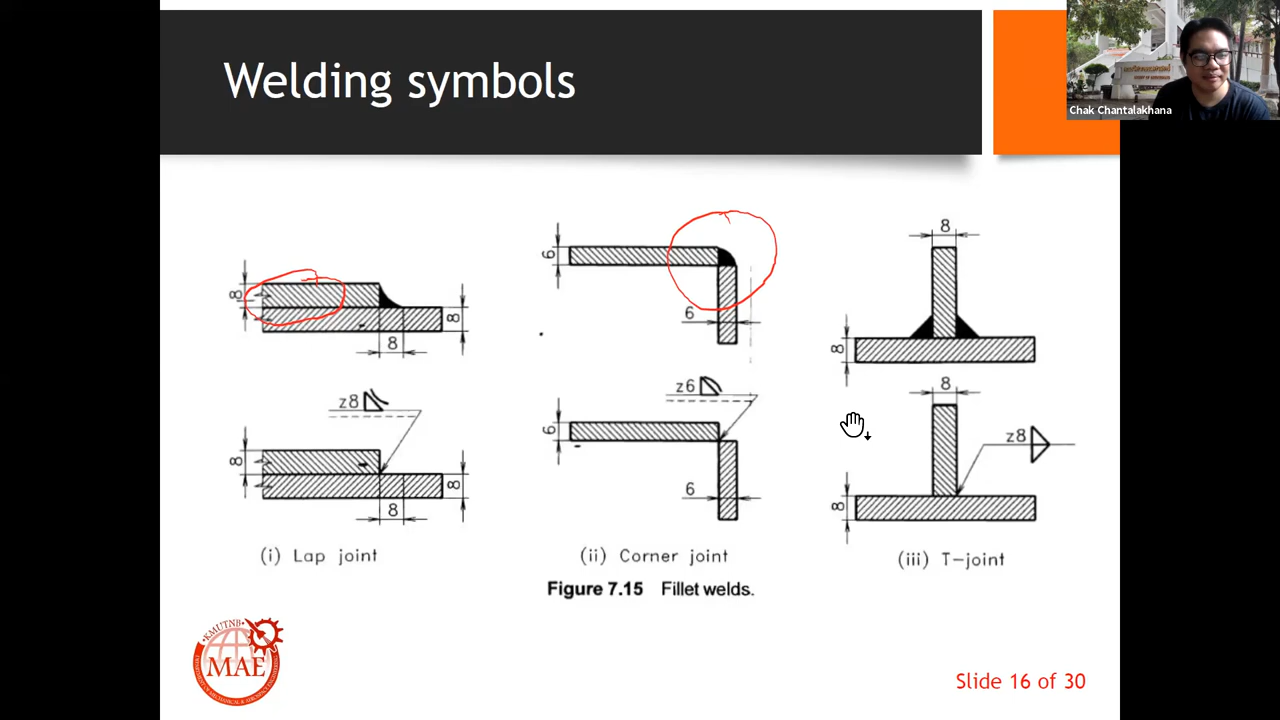 Welding symbols
Chak Chantalakhana
8
8
8
z8
8
8
8
(i) Lap joint
6
6
z6
6
6
(ii) Corner joint
8
8
8
z8
8
(iii) T-joint
Figure 7.15 Fillet welds.
KMUTNB
MAE
Slide 16 of 30